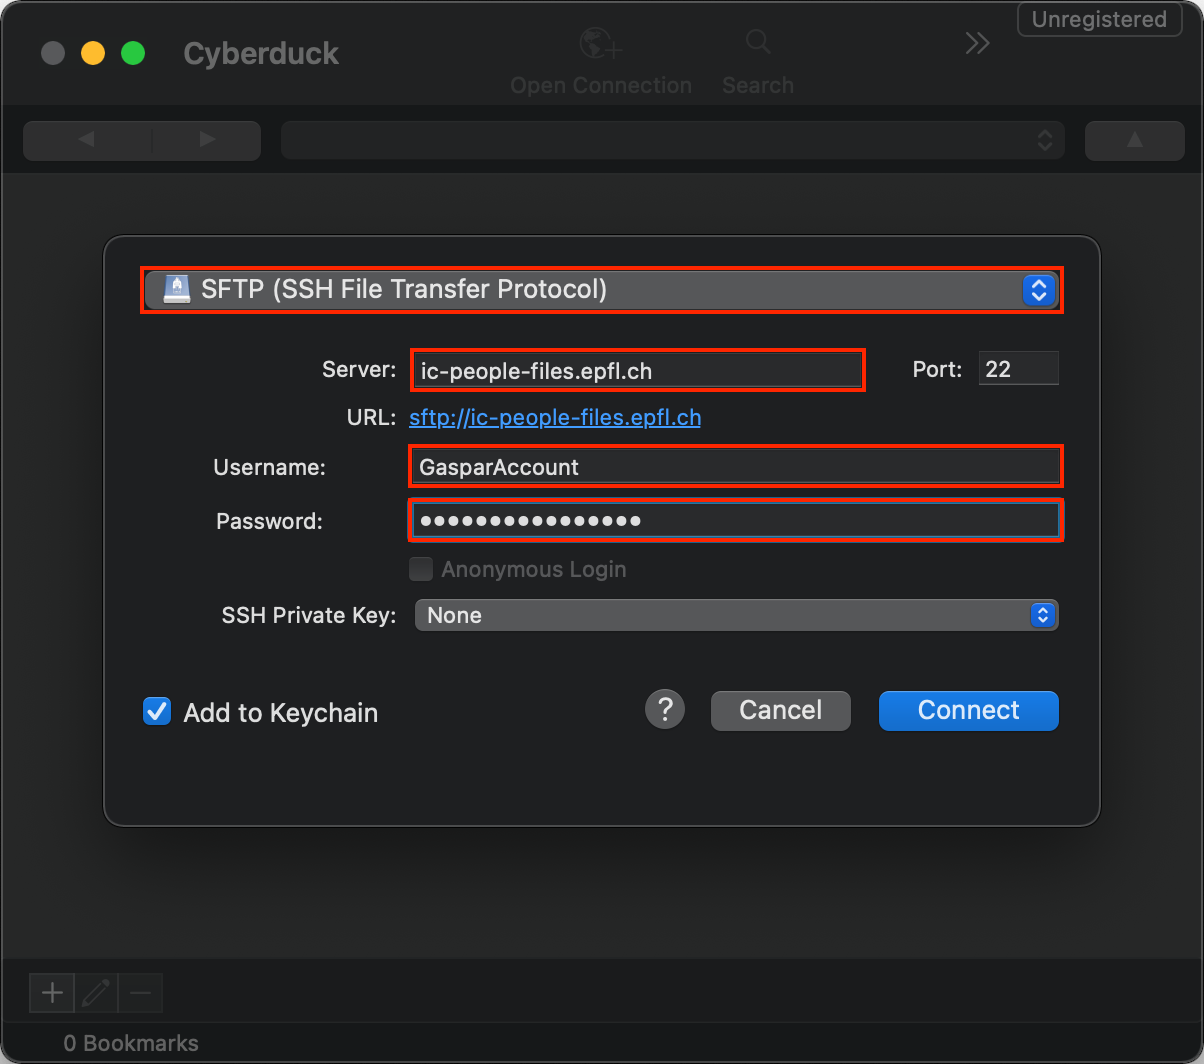 Unregistered
Cyberduck
Open Connection Search
SFTP (SSH File Transfer Protocol)
Server: ic-people-files.epfl.ch Port: 22
URL: sftp://ic-people-files.epfl.ch
Username: GasparAccount
Password: ••••••••••••••••
Anonymous Login
SSH Private Key: None
Add to Keychain ? Cancel Connect
0 Bookmarks